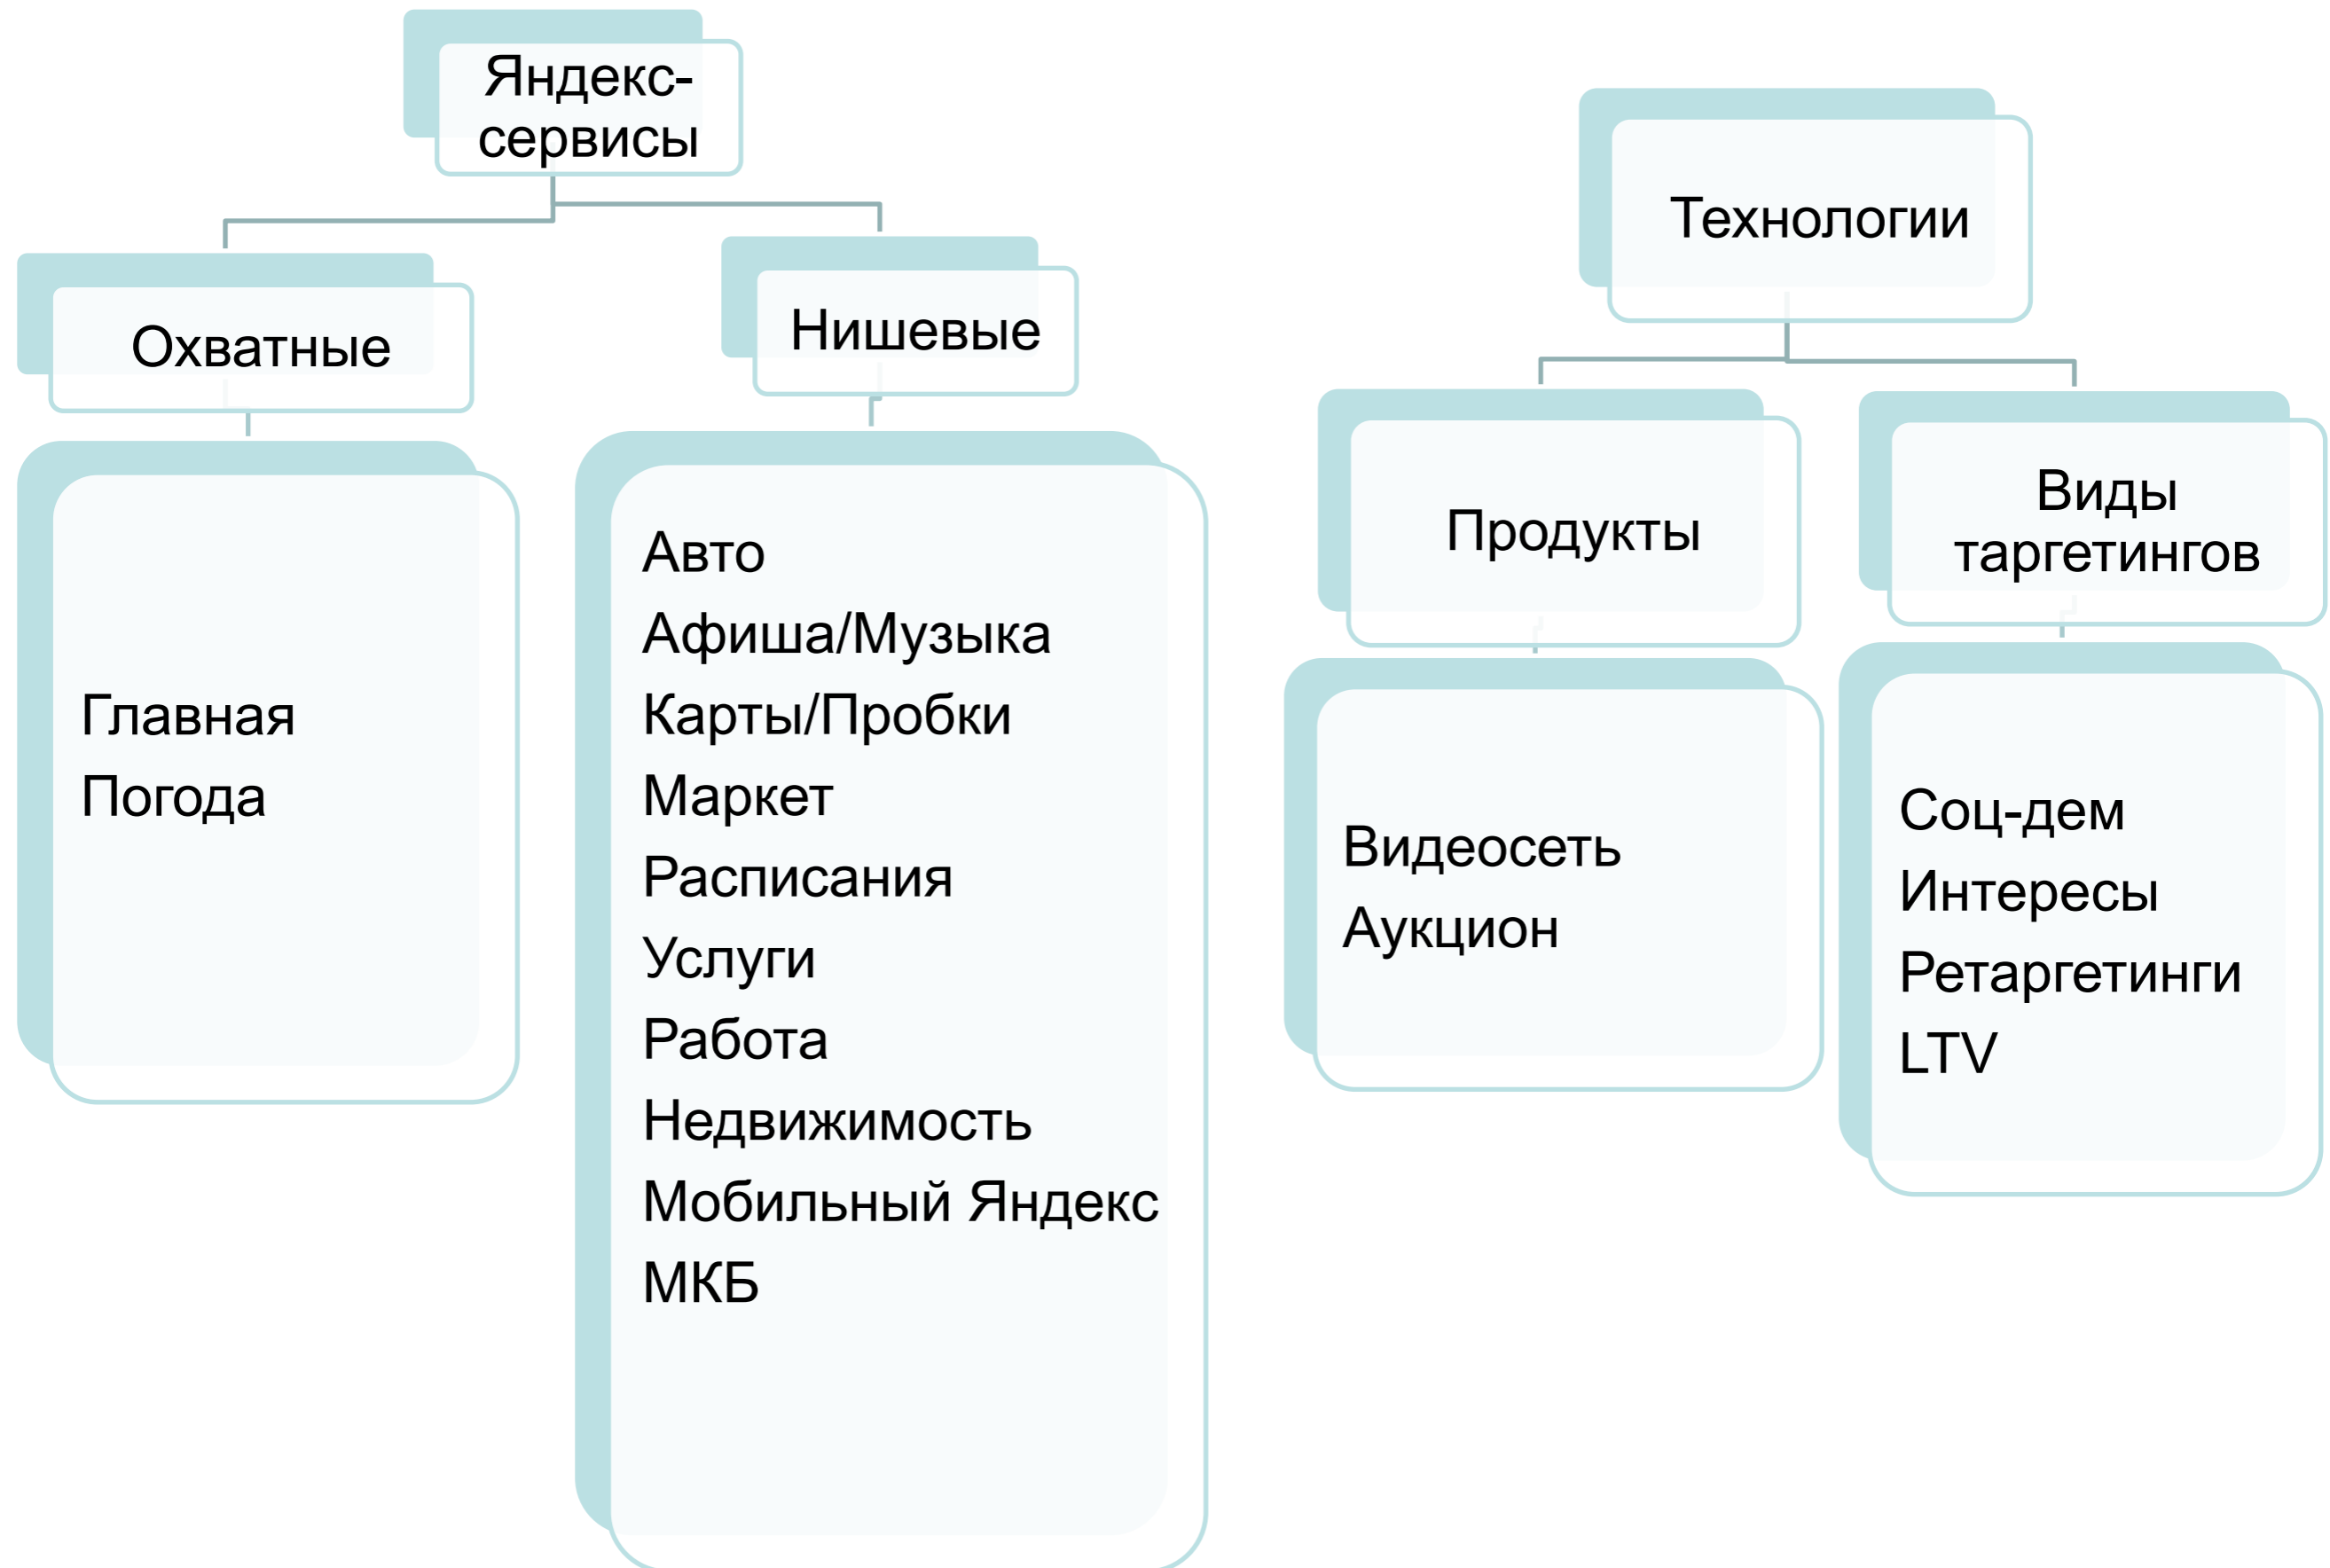 Яндекс-
сервисы
Охватные
Нишевые
Главная
Погода
Авто
Афиша/Музыка
Карты/Пробки
Маркет
Расписания
Услуги
Работа
Недвижимость
Мобильный Яндекс
МКБ
Технологии
Продукты
Виды
таргетингов
Видеосеть
Аукцион
Соц-дем
Интересы
Ретаргетинги
LTV